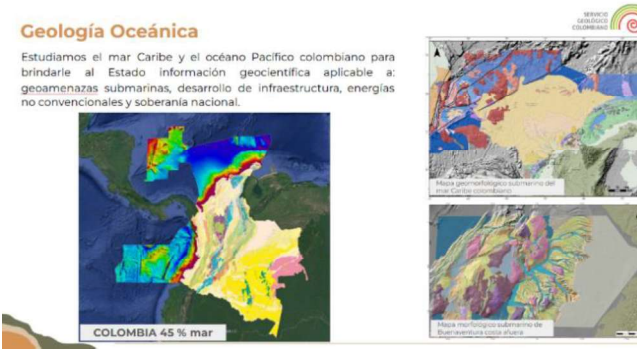 Geología Oceánica
SERVICIO
GEOLÓGICO
COLOMBIANO
Estudiamos el mar Caribe y el océano Pacífico colombiano para
brindarle al Estado información geocientífica aplicable a:
geoamenazas submarinas, desarrollo de infraestructura, energías
no convencionales y soberanía nacional.
Mapa geomorfológico submarino del
mar Caribe colombiano
COLOMBIA 45 % mar
Mapa morfológico submarino de
Buenaventura costa afuera